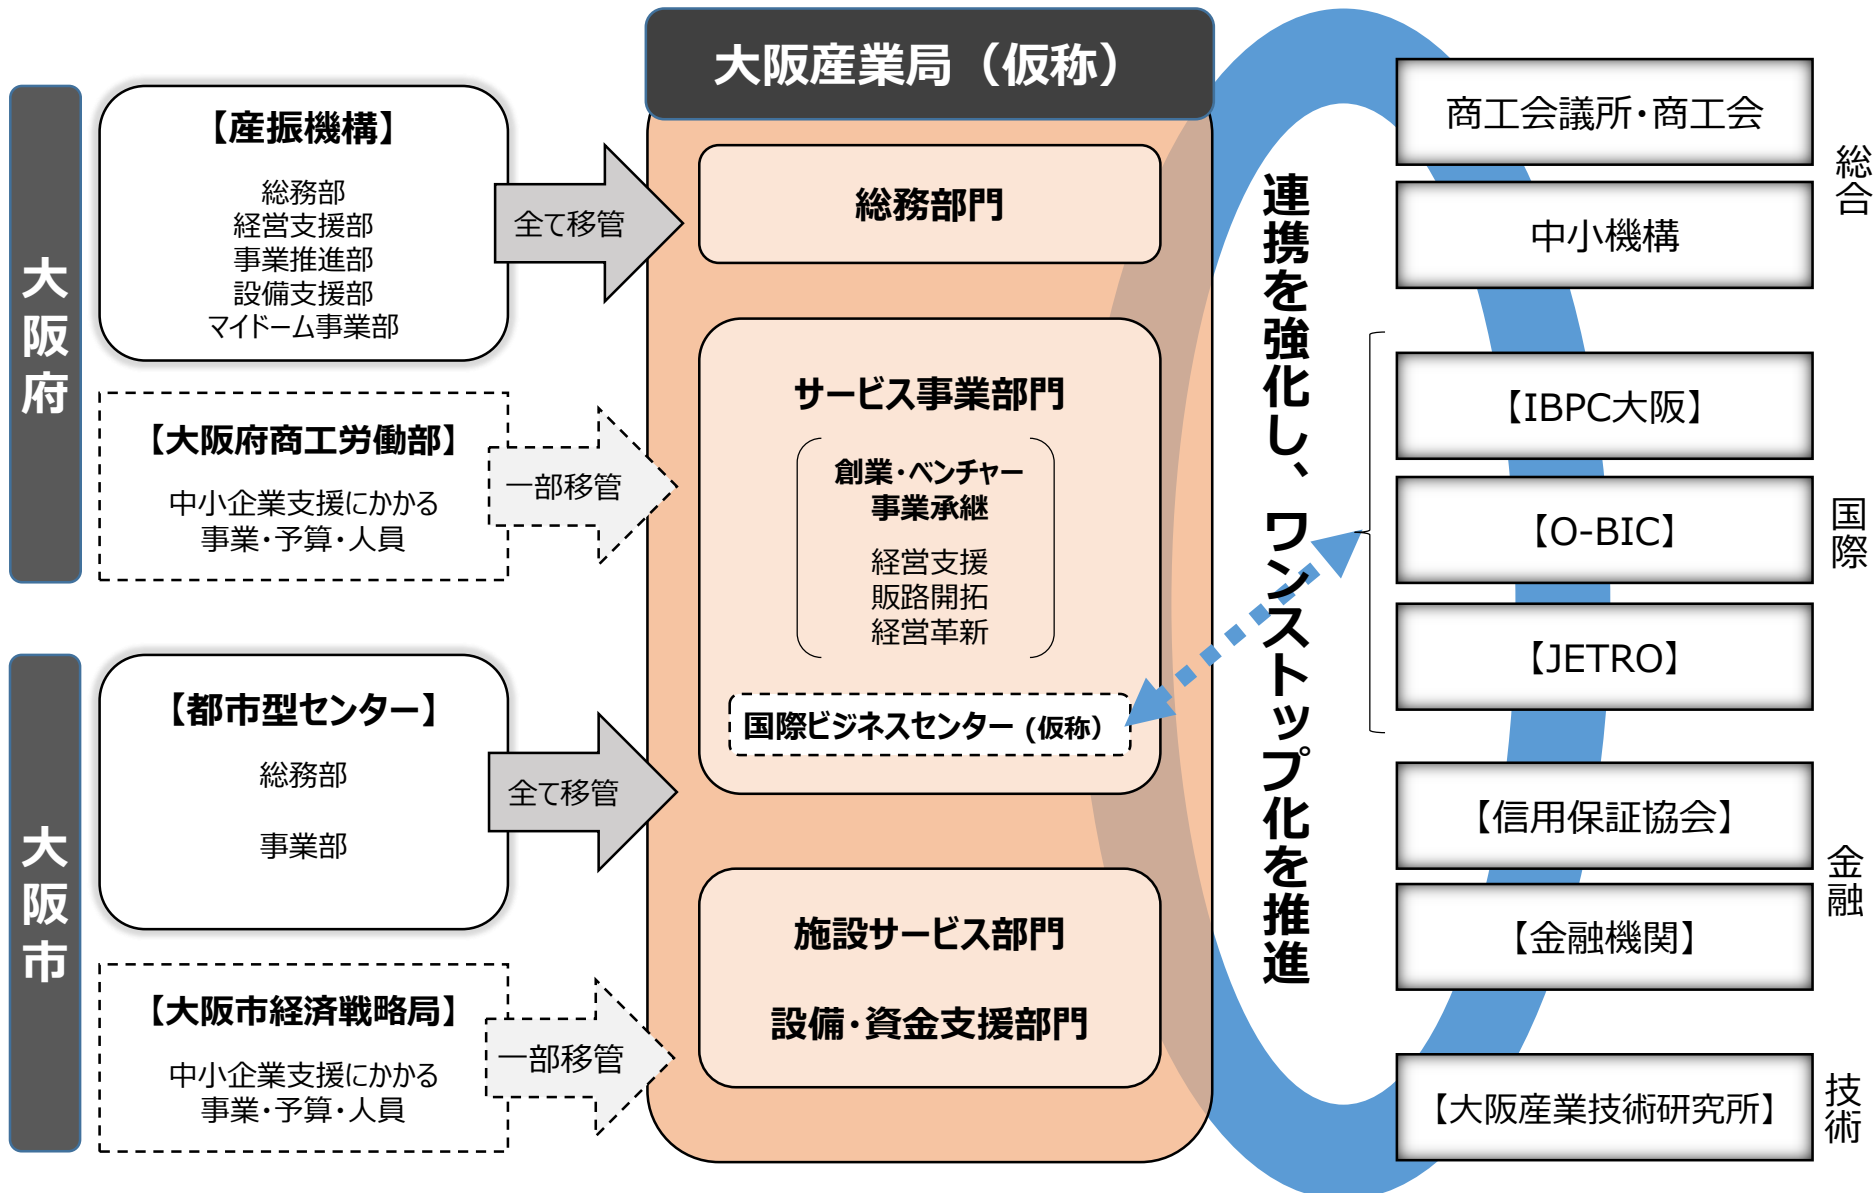 大阪府
【産振機構】
総務部
経営支援部
事業推進部
設備支援部
マイドーム事業部
全て移管
【大阪府商工労働部】
中小企業支援にかかる
事業・予算・人員
一部移管
大阪市
【都市型センター】
総務部
事業部
全て移管
【大阪市経済戦略局】
中小企業支援にかかる
事業・予算・人員
一部移管
大阪産業局（仮称）
総務部門
サービス事業部門
創業・ベンチャー
事業承継
経営支援
販路開拓
経営革新
国際ビジネスセンター（仮称）
施設サービス部門
設備・資金支援部門
連携を強化し、ワンストップ化を推進
商工会議所・商工会
中小機構
総合
【IBPC大阪】
【O-BIC】
【JETRO】
国際
【信用保証協会】
【金融機関】
金融
【大阪産業技術研究所】
技術